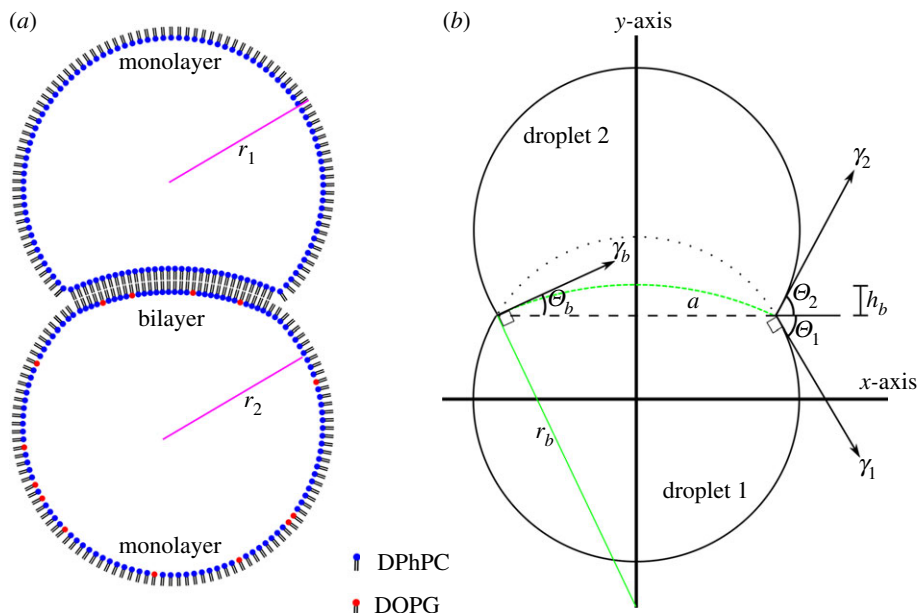 (a)
monolayer
r1
bilayer
r2
monolayer
DPhPC
DOPG
(b)
y-axis
droplet 2
γ2
γb
Θb
a
Θ2
hb
Θ1
x-axis
rb
γ1
droplet 1